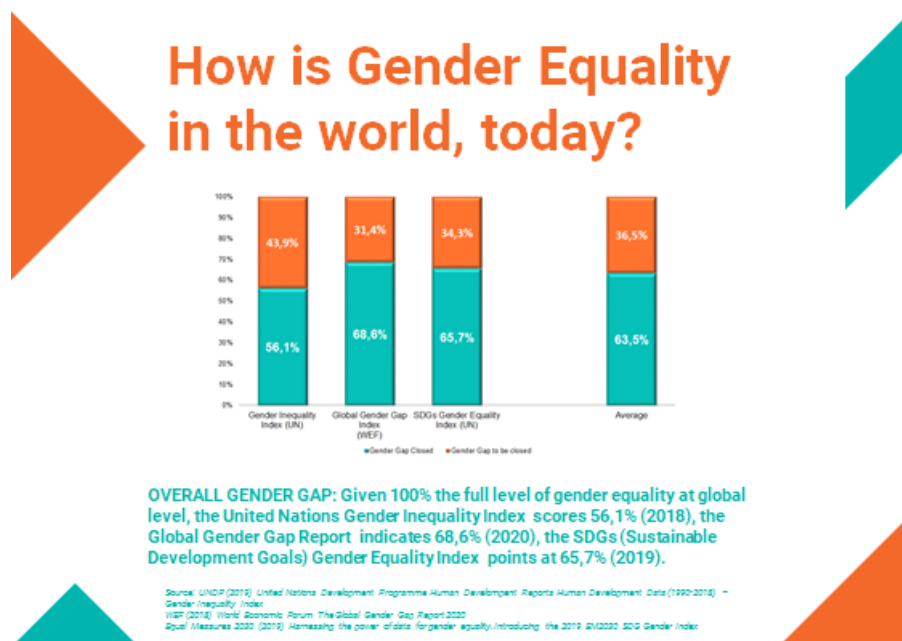 How is Gender Equality
in the world, today?
100%
90%
80%
70%
60%
50%
40%
30%
20%
10%
0%
43,9%
31,4%
34,3%
36,5%
56,1%
68,6%
65,7%
63,5%
Gender Inequality
Index (UN)
Global Gender Gap
Index
(WEF)
SDGs Gender Equality
Index (UN)
Average
Gender Gap Closed
Gender Gap to be closed
OVERALL GENDER GAP: Given 100% the full level of gender equality at global
level, the United Nations Gender Inequality Index scores 56,1% (2018), the
Global Gender Gap Report indicates 68,6% (2020), the SDGs (Sustainable
Development Goals) Gender Equality Index points at 65,7% (2019).
Source: UNDP (2019) United Nations Development Programme Human Develompent Reports Human Development Data (1990-2018) –
Gender Inequality Index
WEF (2018) World Economic Forum The Global Gender Gap Report 2020
Equal Measures 2030 (2019) Harnessing the power of data for gender equality. Introducing the 2019 EM2030 SDG Gender Index